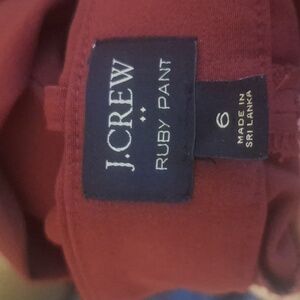 J.CREW
RUBY PANT
6
MADE IN
SRI LANKA